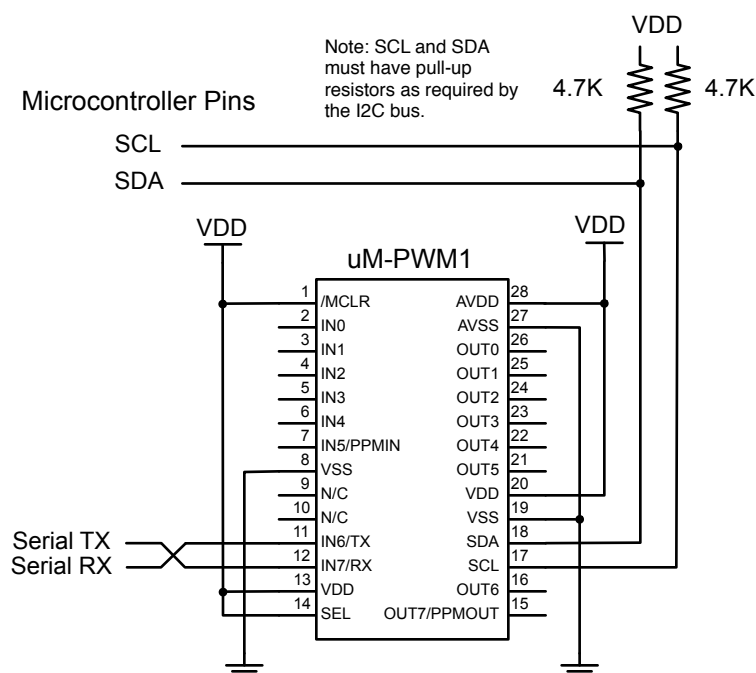 VDD
Note: SCL and SDA
must have pull-up
resistors as required by
the I2C bus.
4.7K
4.7K
Microcontroller Pins
SCL
SDA
VDD
VDD
uM-PWM1
1 /MCLR AVDD 28
2 IN0 AVSS 27
3 IN1 OUT0 26
4 IN2 OUT1 25
5 IN3 OUT2 24
6 IN4 OUT3 23
7 IN5/PPMIN OUT4 22
8 VSS OUT5 21
9 N/C VDD 20
10 N/C VSS 19
Serial TX 11 IN6/TX SDA 18
Serial RX 12 IN7/RX SCL 17
13 VDD OUT6 16
14 SEL OUT7/PPMOUT 15